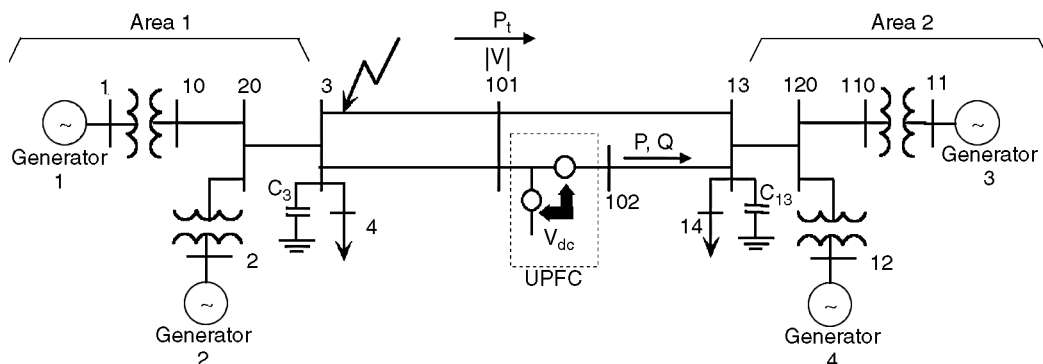 Area 1
P_t
|V|
Area 2
1
10
20
3
101
13
120
110
11
~
Generator
1
C_3
4
P, Q
102
V_dc
UPFC
14
C_13
~
Generator
3
2
~
Generator
2
12
~
Generator
4